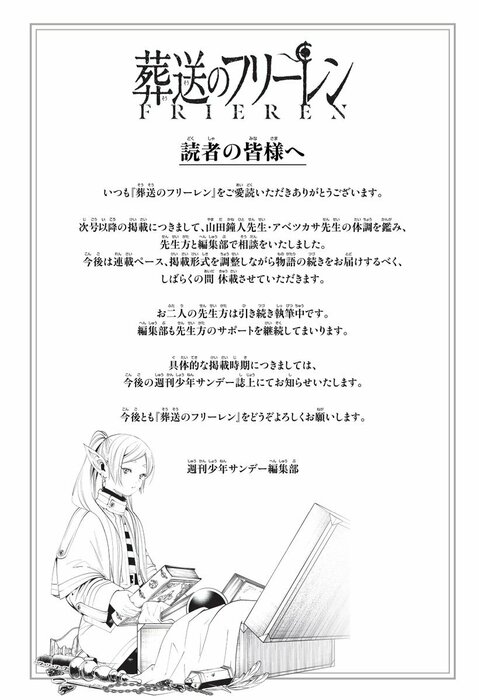 葬送のフリーレン
FRIEREN
読者の皆様へ
いつも『葬送のフリーレン』をご愛読いただきありがとうございます。
次号以降の掲載につきまして、山田鐘人先生・アベツカサ先生の体調を鑑み、
先生方と編集部で相談をいたしました。
今後は連載ペース、掲載形式を調整しながら物語の続きをお届けするべく、
しばらくの間 休載させていただきます。
お二人の先生方は引き続き執筆中です。
編集部も先生方のサポートを継続してまいります。
具体的な掲載時期につきましては、
今後の週刊少年サンデー誌上にてお知らせいたします。
今後とも『葬送のフリーレン』をどうぞよろしくお願いします。
週刊少年サンデー編集部